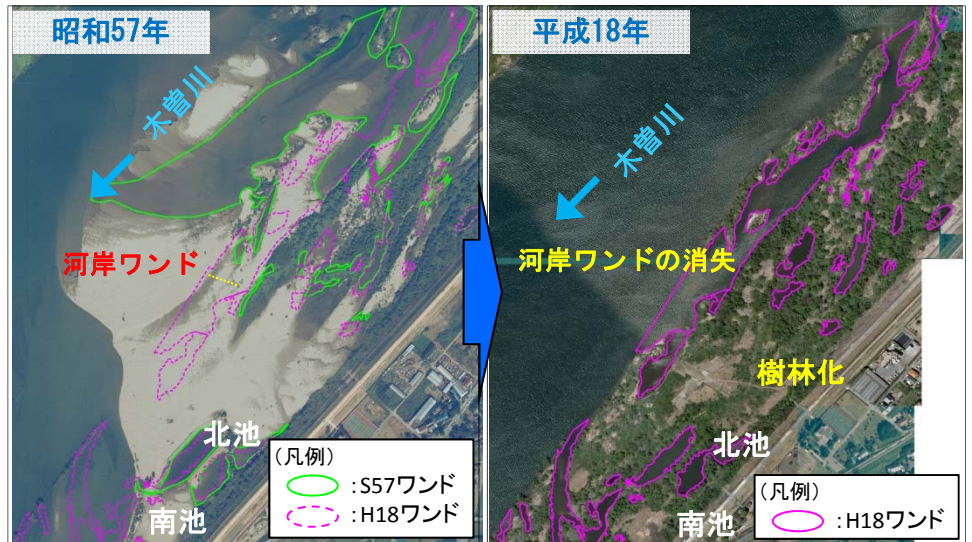 昭和57年
木曽川
河岸ワンド
北池
南池
(凡例)
:S57ワンド
:H18ワンド
平成18年
木曽川
河岸ワンドの消失
樹林化
北池
南池
(凡例)
:H18ワンド